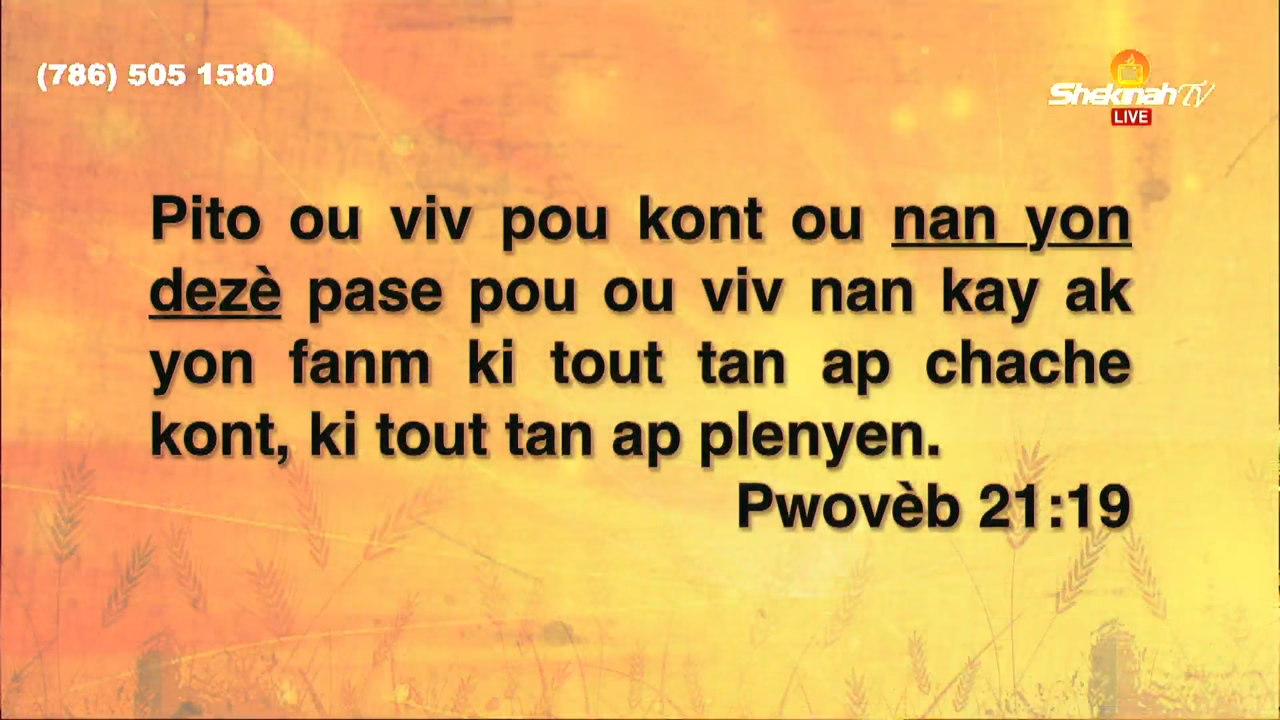 (786) 505 1580
Shekinah TV
LIVE
Pito ou viv pou kont ou nan yon
dezè pase pou ou viv nan kay ak
yon fanm ki tout tan ap chache
kont, ki tout tan ap plenyen.
Pwovèb 21:19